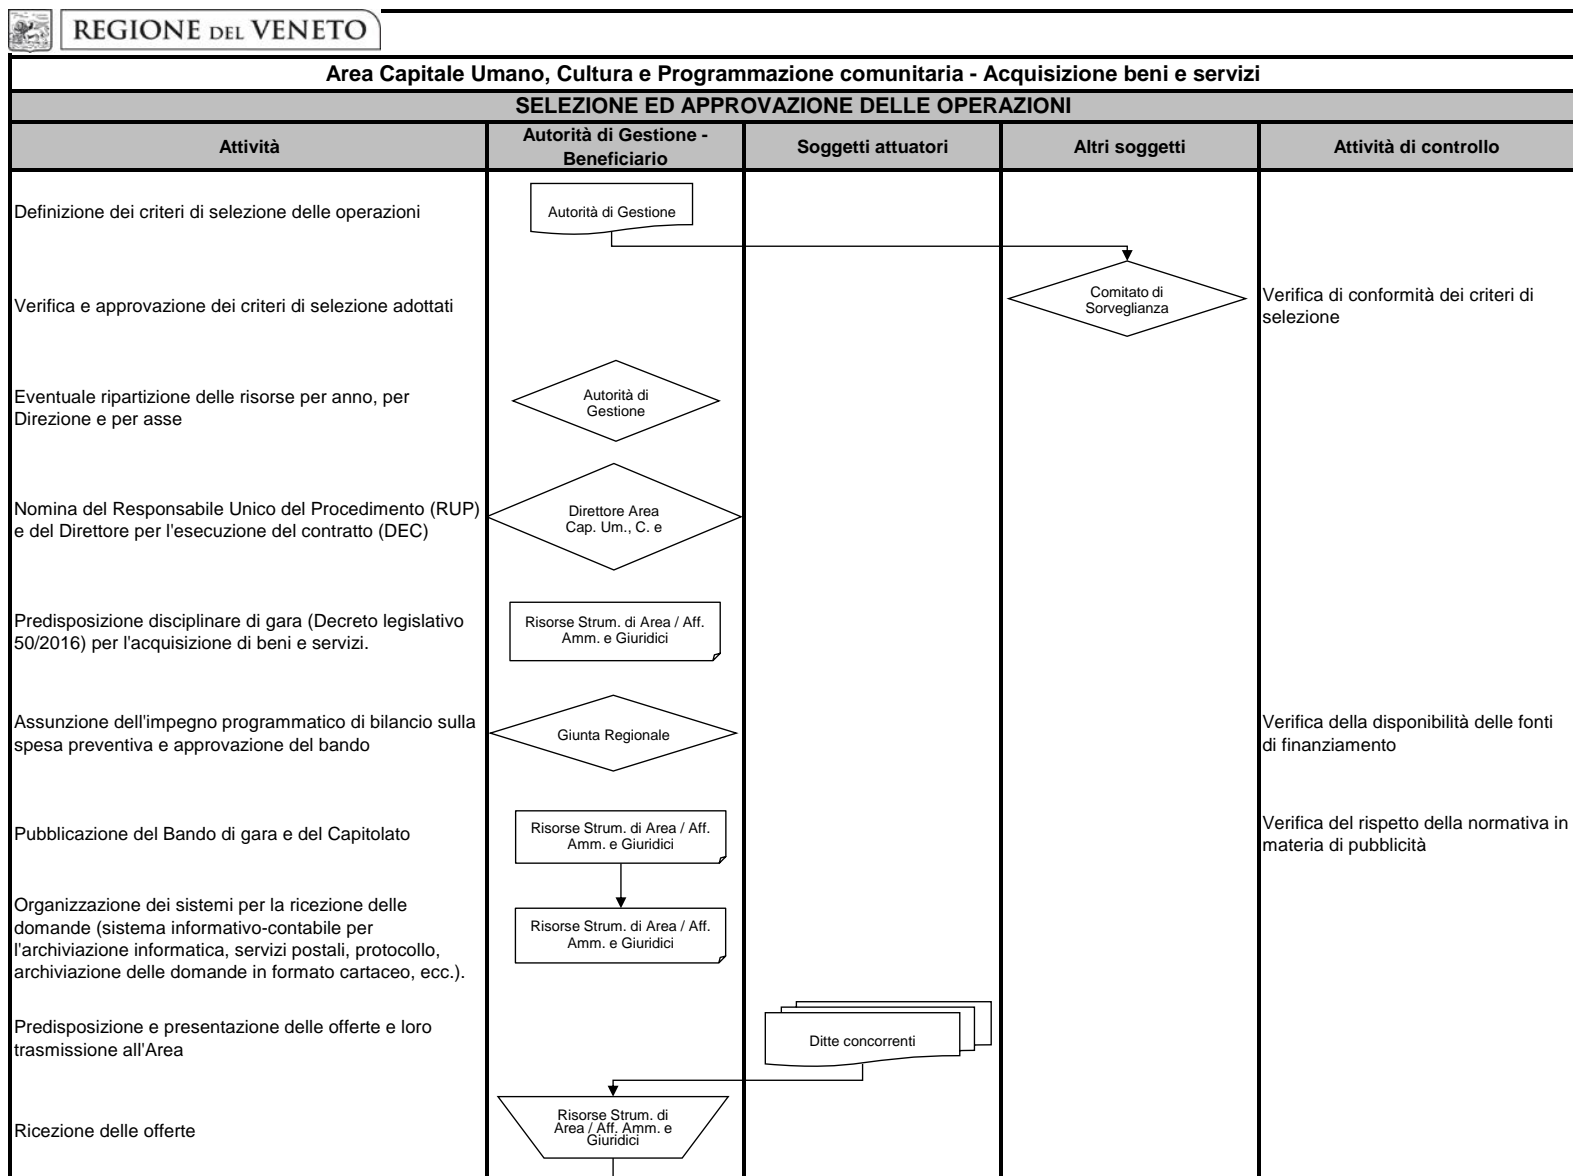 REGIONE DEL VENETO
Area Capitale Umano, Cultura e Programmazione comunitaria - Acquisizione beni e servizi
SELEZIONE ED APPROVAZIONE DELLE OPERAZIONI
Attività
Autorità di Gestione -
Beneficiario
Soggetti attuatori
Altri soggetti
Attività di controllo
Definizione dei criteri di selezione delle operazioni
Autorità di Gestione
Verifica e approvazione dei criteri di selezione adottati
Comitato di
Sorveglianza
Verifica di conformità dei criteri di
selezione
Eventuale ripartizione delle risorse per anno, per
Direzione e per asse
Autorità di
Gestione
Nomina del Responsabile Unico del Procedimento (RUP)
e del Direttore per l'esecuzione del contratto (DEC)
Direttore Area
Cap. Um., C. e
Predisposizione disciplinare di gara (Decreto legislativo
50/2016) per l'acquisizione di beni e servizi.
Risorse Strum. di Area / Aff.
Amm. e Giuridici
Assunzione dell'impegno programmatico di bilancio sulla
spesa preventiva e approvazione del bando
Giunta Regionale
Verifica della disponibilità delle fonti
di finanziamento
Pubblicazione del Bando di gara e del Capitolato
Risorse Strum. di Area / Aff.
Amm. e Giuridici
Verifica del rispetto della normativa in
materia di pubblicità
Organizzazione dei sistemi per la ricezione delle
domande (sistema informativo-contabile per
l'archiviazione informatica, servizi postali, protocollo,
archiviazione delle domande in formato cartaceo, ecc.).
Risorse Strum. di Area / Aff.
Amm. e Giuridici
Predisposizione e presentazione delle offerte e loro
trasmissione all'Area
Ditte concorrenti
Ricezione delle offerte
Risorse Strum. di
Area / Aff. Amm. e
Giuridici